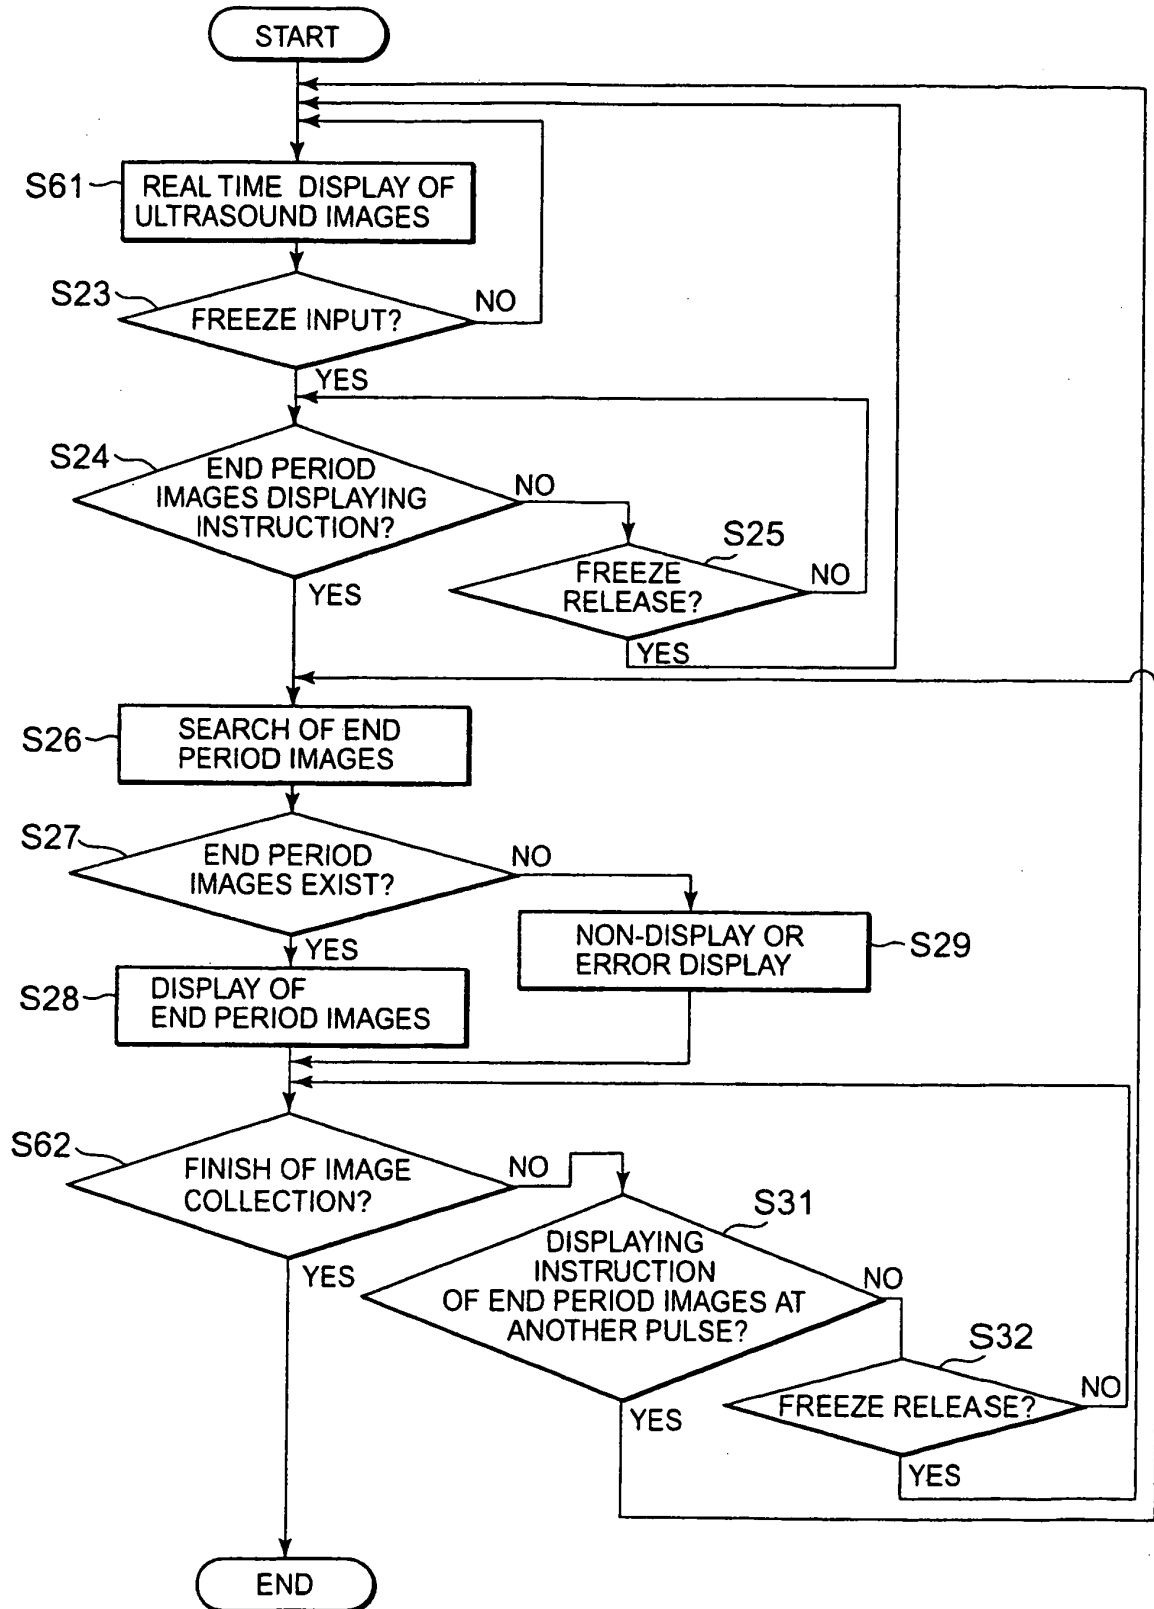 START
S61
REAL TIME DISPLAY OF
ULTRASOUND IMAGES
S23
FREEZE INPUT?
NO
YES
S24
END PERIOD
IMAGES DISPLAYING
INSTRUCTION?
NO
YES
S25
FREEZE
RELEASE?
NO
YES
S26
SEARCH OF END
PERIOD IMAGES
S27
END PERIOD
IMAGES EXIST?
NO
YES
NON-DISPLAY OR
ERROR DISPLAY
S29
S28
DISPLAY OF
END PERIOD IMAGES
S62
FINISH OF IMAGE
COLLECTION?
NO
YES
S31
DISPLAYING
INSTRUCTION
OF END PERIOD IMAGES AT
ANOTHER PULSE?
NO
YES
S32
FREEZE RELEASE?
NO
YES
END